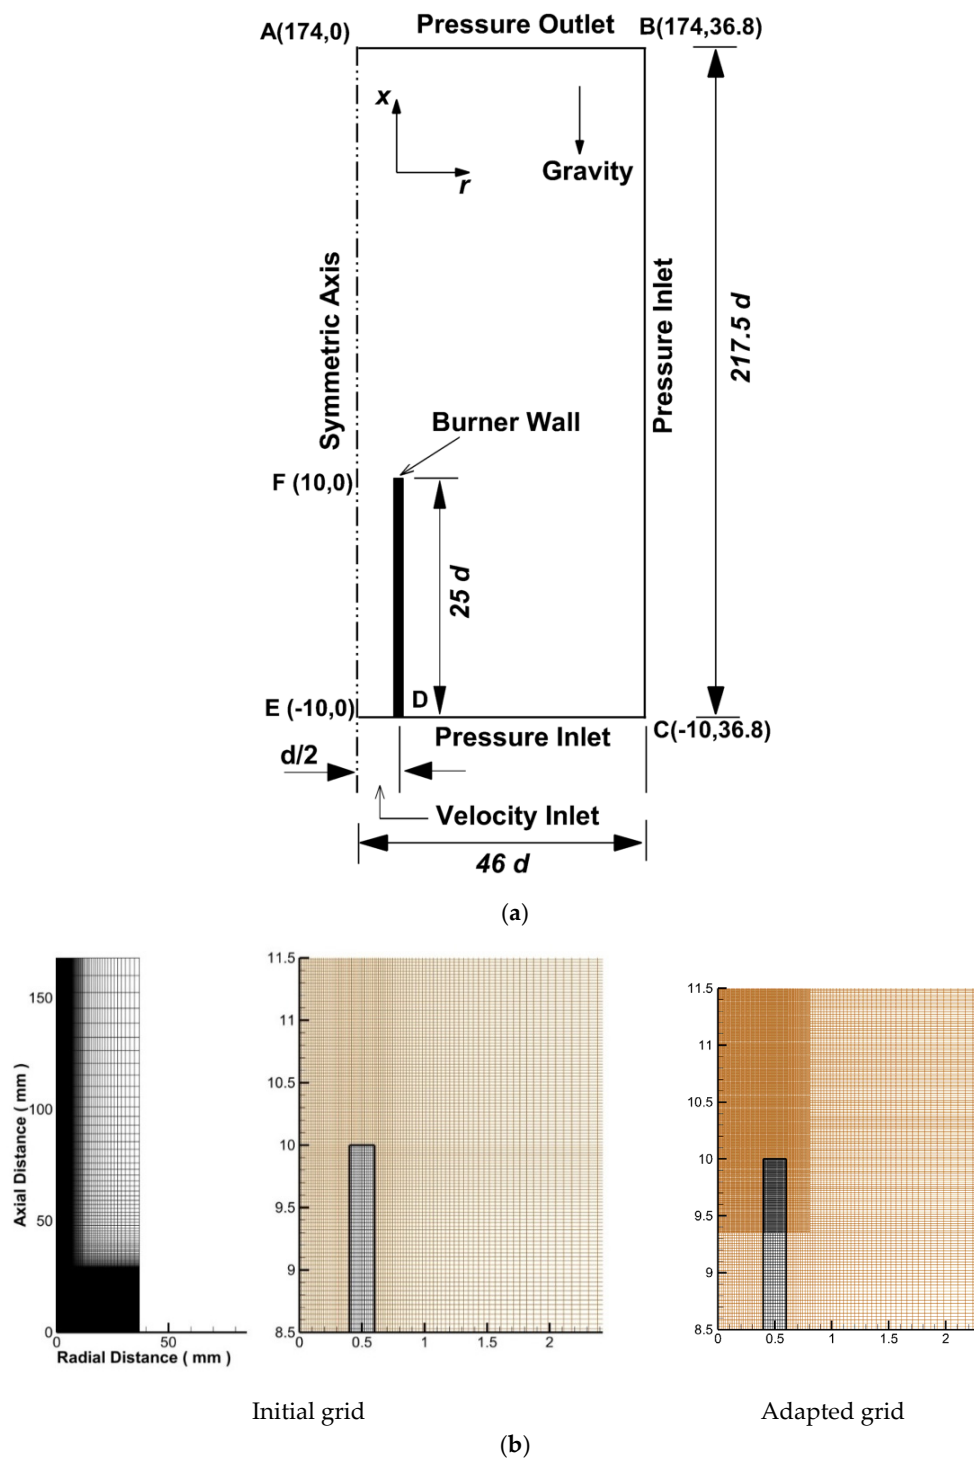 Pressure Outlet
A(174,0)
B(174,36.8)
x
r
Gravity
Symmetric Axis
Pressure Inlet
217.5 d
Burner Wall
F (10,0)
25 d
E (-10,0)
D
C(-10,36.8)
Pressure Inlet
d/2
Velocity Inlet
46 d
(a)
Axial Distance ( mm )
150
100
50
0
0
50
Radial Distance ( mm )
11.5
11
10.5
10
9.5
9
8.5
0
0.5
1
1.5
2
11.5
11
10.5
10
9.5
9
8.5
0
0.5
1
1.5
2
Initial grid
Adapted grid
(b)